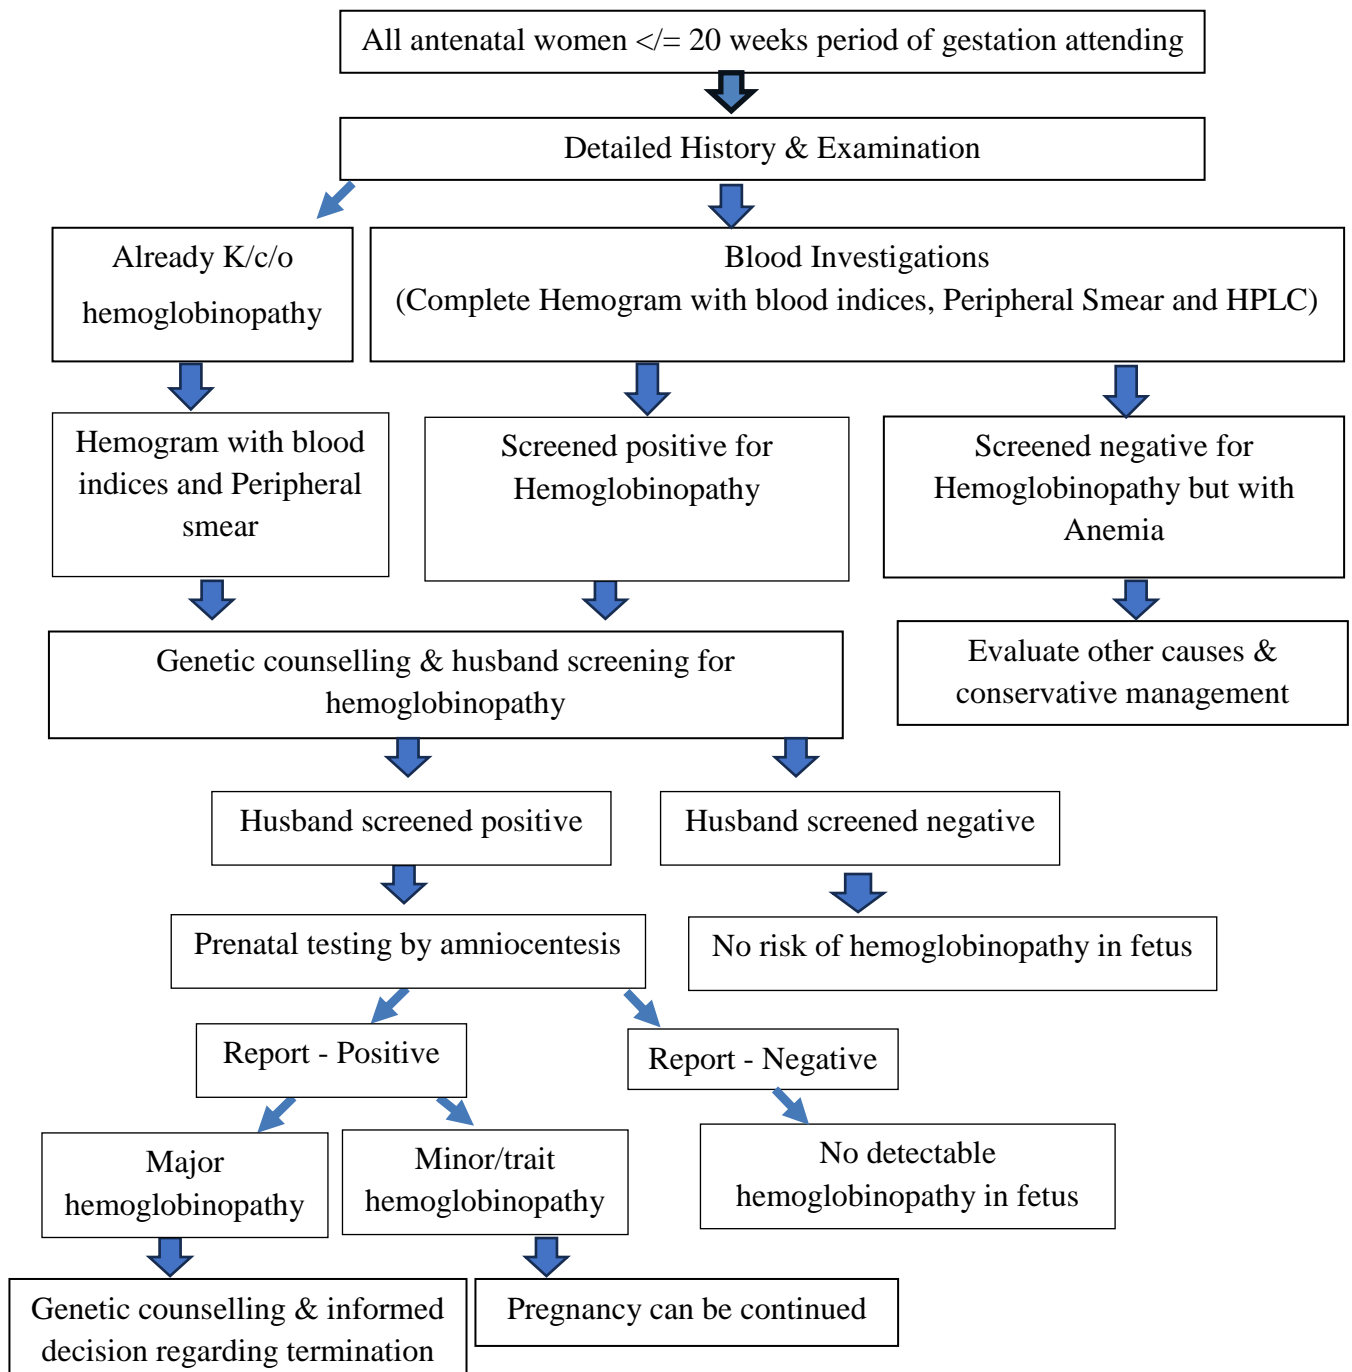 All antenatal women </= 20 weeks period of gestation attending
Detailed History & Examination
Already K/c/o
hemoglobinopathy
Blood Investigations
(Complete Hemogram with blood indices, Peripheral Smear and HPLC)
Hemogram with blood
indices and Peripheral
smear
Screened positive for
Hemoglobinopathy
Screened negative for
Hemoglobinopathy but with
Anemia
Genetic counselling & husband screening for
hemoglobinopathy
Evaluate other causes &
conservative management
Husband screened positive
Husband screened negative
Prenatal testing by amniocentesis
No risk of hemoglobinopathy in fetus
Report - Positive
Report - Negative
Major
hemoglobinopathy
Minor/trait
hemoglobinopathy
No detectable
hemoglobinopathy in fetus
Genetic counselling & informed
decision regarding termination
Pregnancy can be continued